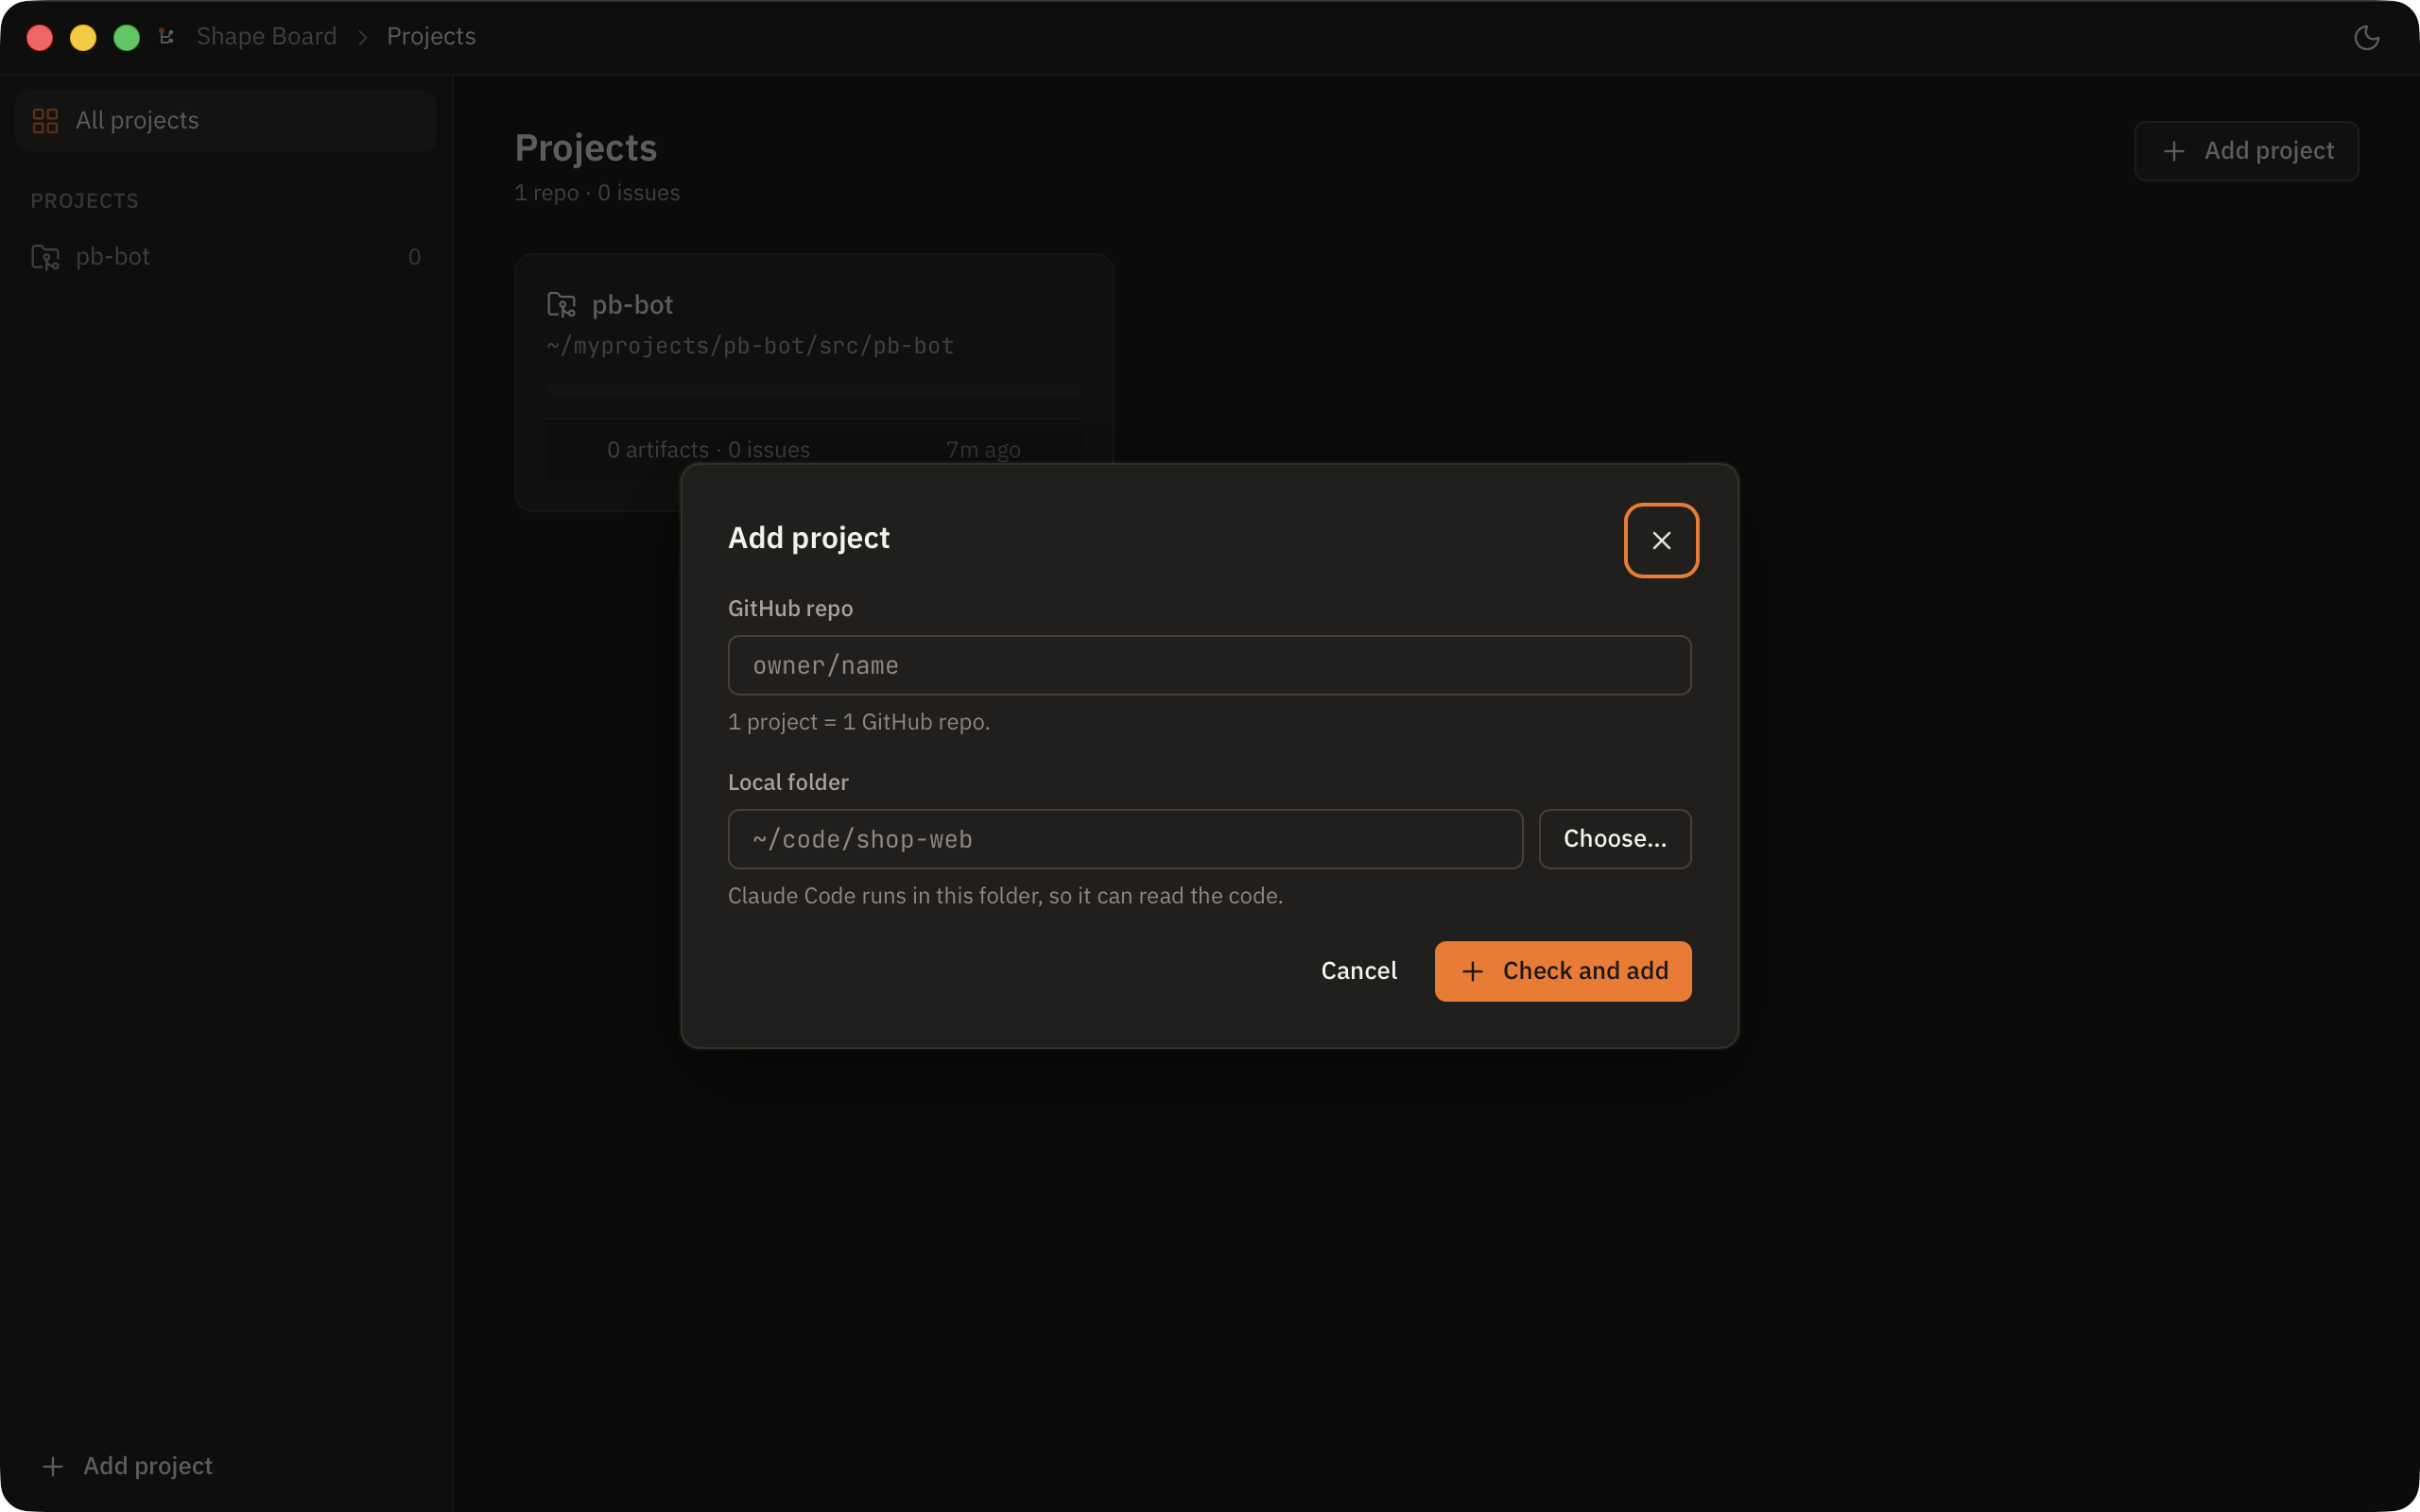 Shape Board > Projects
All projects
PROJECTS
pb-bot 0
Projects
1 repo · 0 issues
Add project
pb-bot
~/myprojects/pb-bot/src/pb-bot
0 artifacts · 0 issues 7m ago
Add project
GitHub repo
owner/name
1 project = 1 GitHub repo.
Local folder
~/code/shop-web
Choose...
Claude Code runs in this folder, so it can read the code.
Cancel
+ Check and add
+ Add project